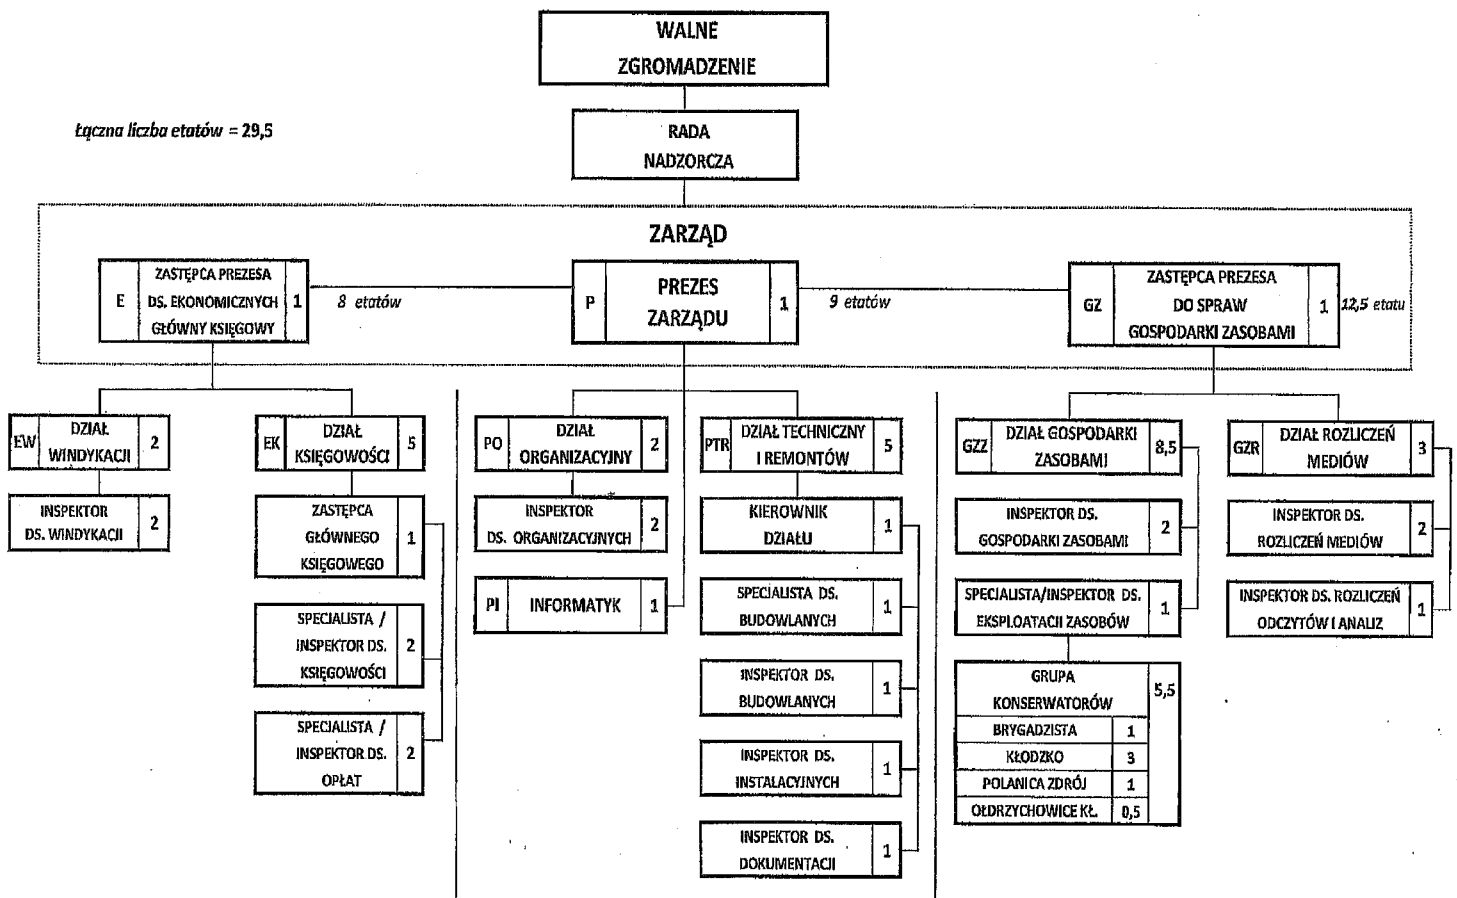 WALNE
ZGROMADZENIE
Łączna liczba etatów = 29,5
RADA
NADZORCZA
ZARZĄD
E
ZASTĘPCA PREZESA
DS. EKONOMICZNYCH
GŁÓWNY KSIĘGOWY
1
8 etatów
P
PREZES
ZARZĄDU
1
9 etatów
GZ
ZASTĘPCA PREZESA
DO SPRAW
GOSPODARKI ZASOBAMI
1
12,5 etatu
EW
DZIAŁ
WINDYKACJI
2
INSPEKTOR
DS. WINDYKACJI
2
EK
DZIAŁ
KSIĘGOWOŚCI
5
ZASTĘPCA
GŁÓWNEGO
KSIĘGOWEGO
1
SPECJALISTA /
INSPEKTOR DS.
KSIĘGOWOŚCI
2
SPECJALISTA /
INSPEKTOR DS.
OPŁAT
2
PO
DZIAŁ
ORGANIZACYJNY
2
INSPEKTOR
DS. ORGANIZACYJNYCH
2
PI
INFORMATYK
1
PTR
DZIAŁ TECHNICZNY
I REMONTÓW
5
KIEROWNIK
DZIAŁU
1
SPECJALISTA DS.
BUDOWLANYCH
1
INSPEKTOR DS.
BUDOWLANYCH
1
INSPEKTOR DS.
INSTALACYJNYCH
1
INSPEKTOR DS.
DOKUMENTACJI
1
GZZ
DZIAŁ GOSPODARKI
ZASOBAMI
8,5
INSPEKTOR DS.
GOSPODARKI ZASOBAMI
2
SPECJALISTA/INSPEKTOR DS.
EKSPLOATACJI ZASOBÓW
1
GRUPA
KONSERWATORÓW
5,5
BRYGADZISTA 1
KŁODZKO 3
POLANICA ZDRÓJ 1
OŁDRZYCHOWICE KŁ. 0,5
GZR
DZIAŁ ROZLICZEŃ
MEDIÓW
3
INSPEKTOR DS.
ROZLICZEŃ MEDIÓW
2
INSPEKTOR DS. ROZLICZEŃ
ODCZYTÓW I ANALIZ
1